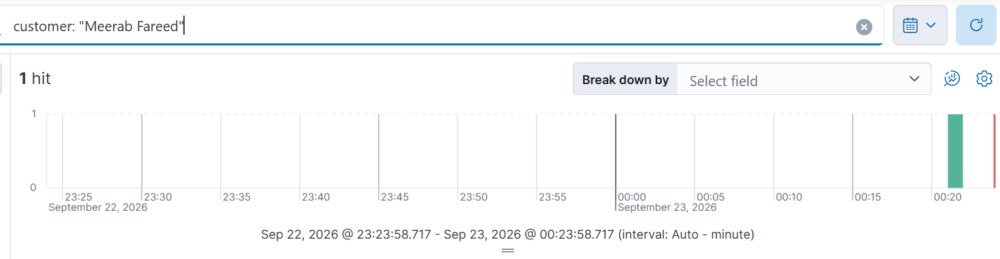 customer: "Meerab Fareed"
1 hit
Break down by Select field
1
0
23:25 23:30 23:35 23:40 23:45 23:50 23:55 00:00 00:05 00:10 00:15 00:20
September 22, 2026 September 23, 2026
Sep 22, 2026 @ 23:23:58.717 - Sep 23, 2026 @ 00:23:58.717 (interval: Auto - minute)